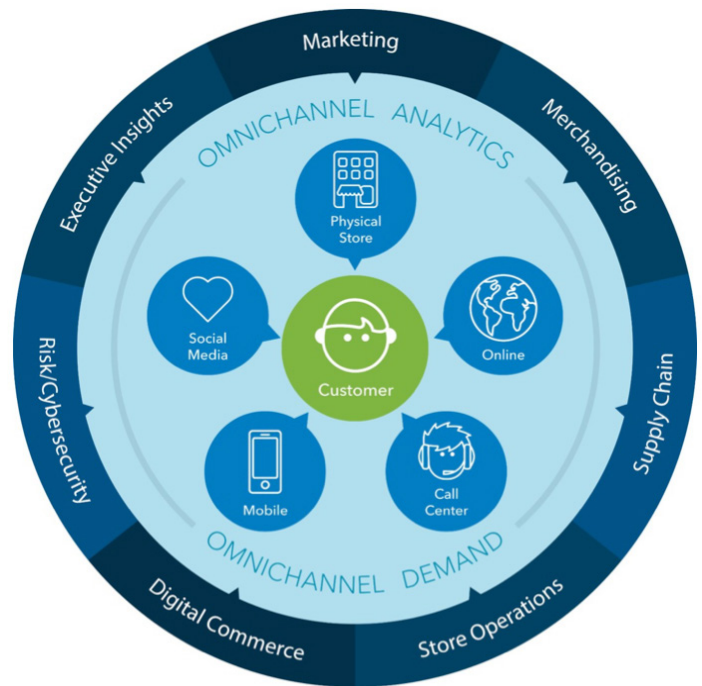 Marketing
Merchandising
Supply Chain
Store Operations
Digital Commerce
Risk/Cybersecurity
Executive Insights
OMNICHANNEL ANALYTICS
Physical
Store
Online
Call
Center
Mobile
Social
Media
Customer
OMNICHANNEL DEMAND